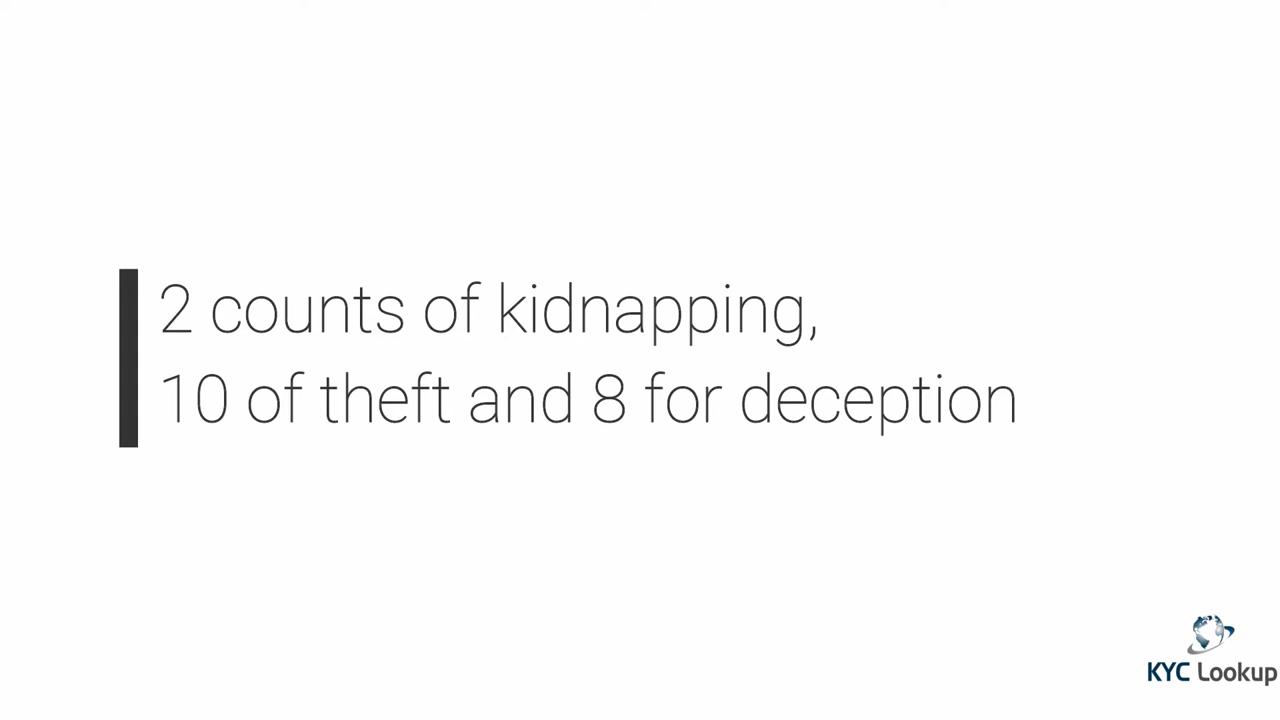 2 counts of kidnapping,
10 of theft and 8 for deception
KYC Lookup